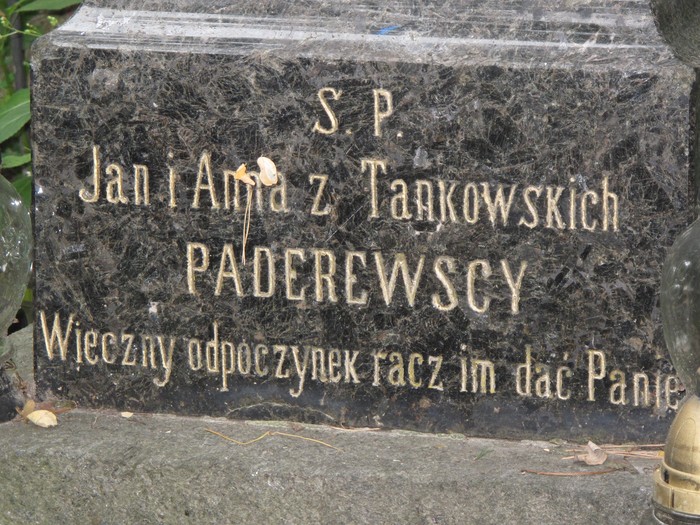 S. P.
Jan i Anna z Tankowskich
PADEREWSCY
Wieczny odpoczynek racz im dać Panie